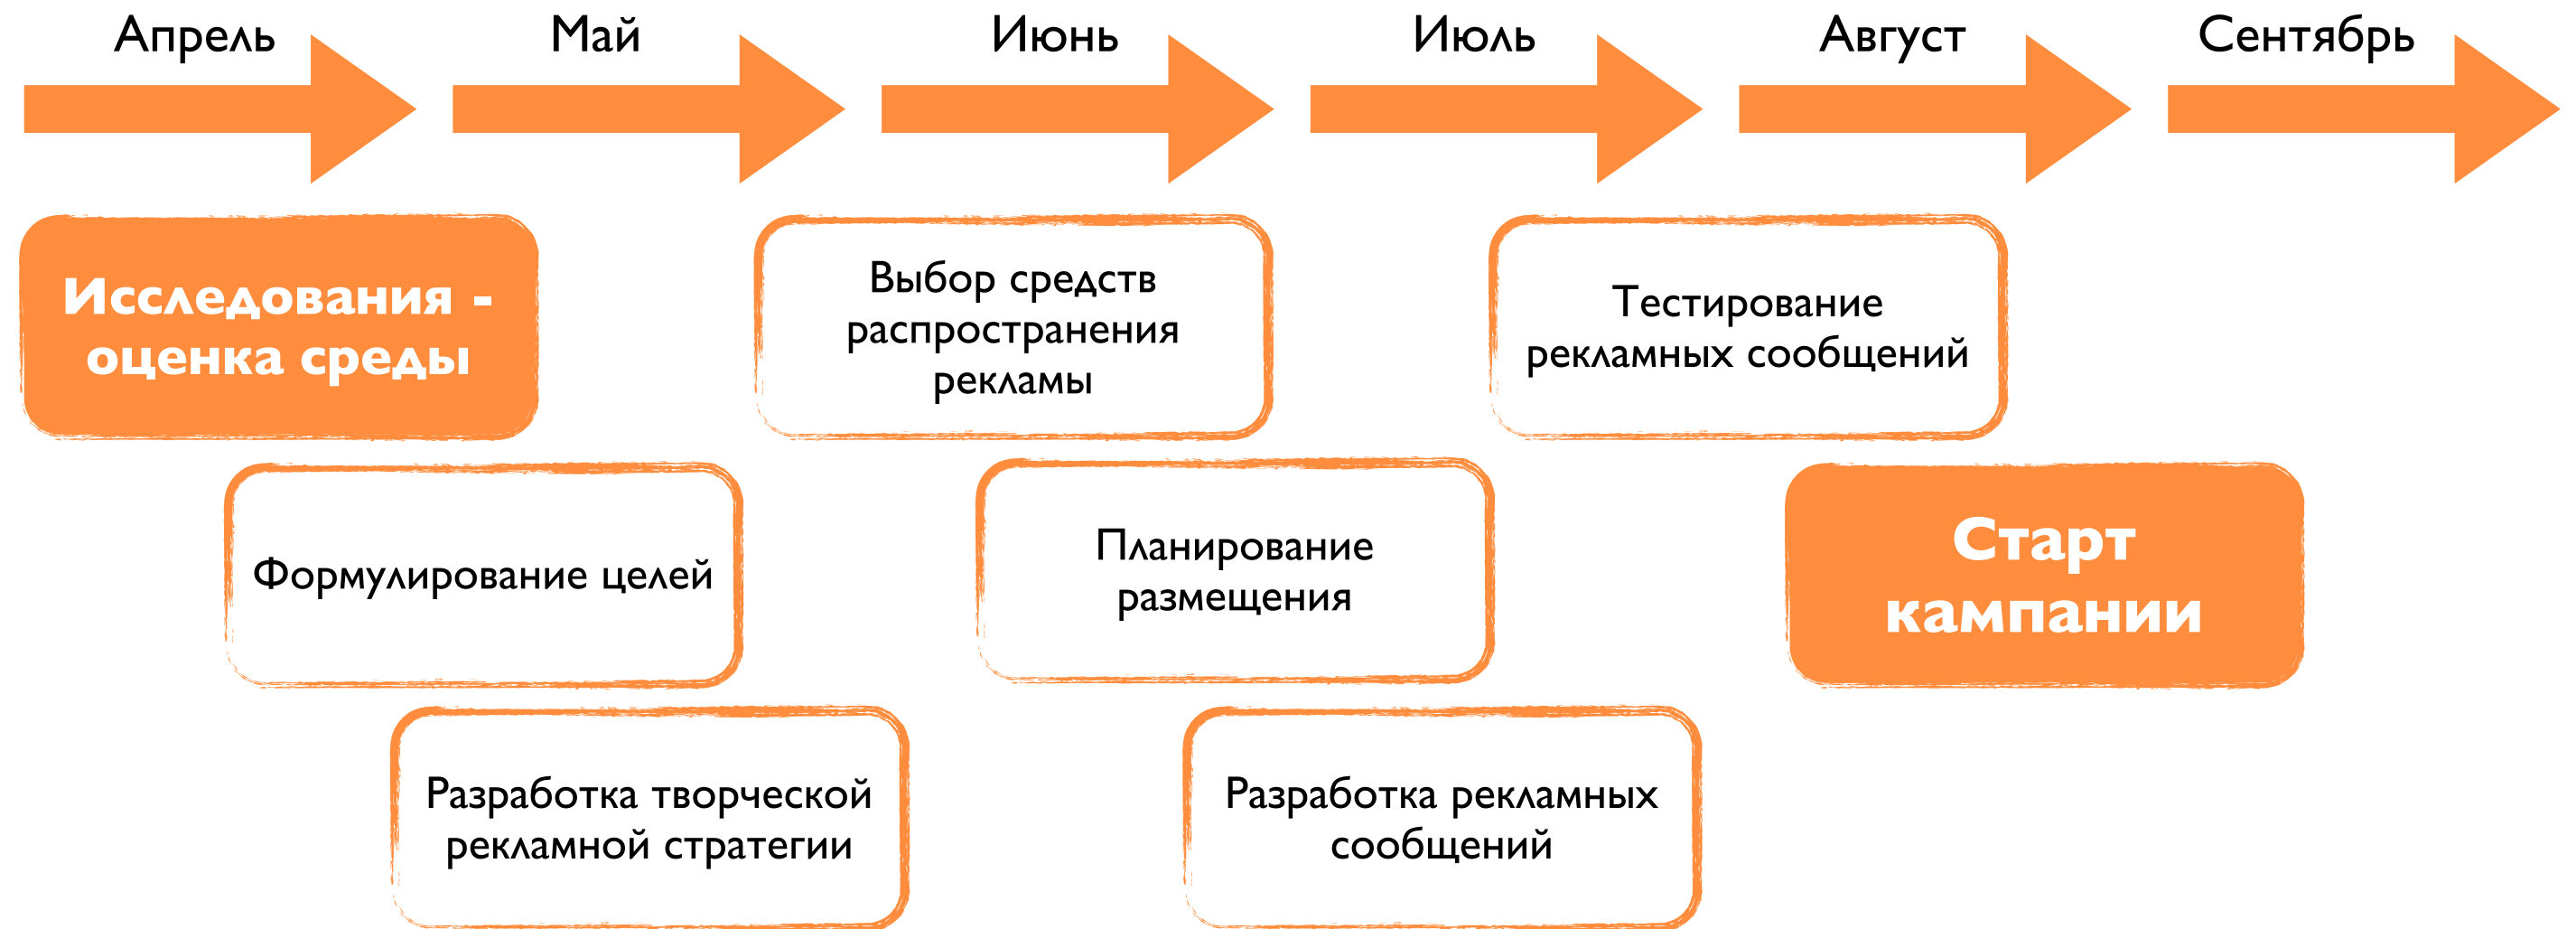 Апрель
Май
Июнь
Июль
Август
Сентябрь
Исследования -
оценка среды
Выбор средств
распространения
рекламы
Тестирование
рекламных сообщений
Формулирование целей
Планирование
размещения
Старт
кампании
Разработка творческой
рекламной стратегии
Разработка рекламных
сообщений